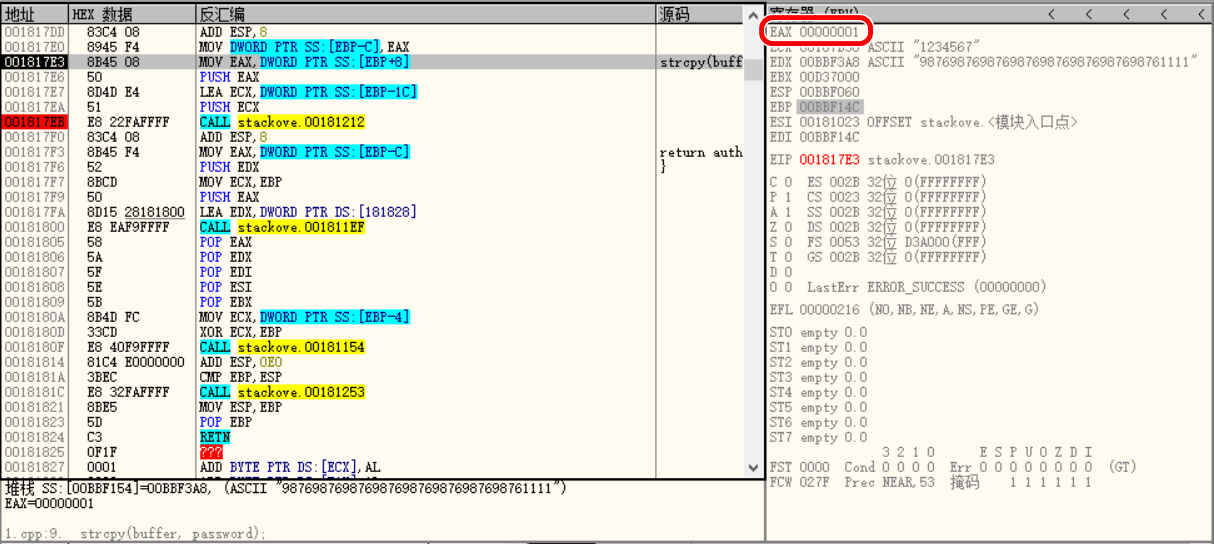 地址 HEX 数据 反汇编 源码
001817DD 83C4 08 ADD ESP,8
001817E0 8945 F4 MOV DWORD PTR SS:[EBP-C],EAX
001817E3 8B45 08 MOV EAX,DWORD PTR SS:[EBP+8] strcpy(buff
001817E6 50 PUSH EAX
001817E7 8D4D E4 LEA ECX,DWORD PTR SS:[EBP-1C]
001817EA 51 PUSH ECX
001817EB E8 22FAFFFF CALL stackove.00181212
001817F0 83C4 08 ADD ESP,8
001817F3 8B45 F4 MOV EAX,DWORD PTR SS:[EBP-C] return auth
001817F6 52 PUSH EDX }
001817F7 8BCD MOV ECX,EBP
001817F9 50 PUSH EAX
001817FA 8D15 28181800 LEA EDX,DWORD PTR DS:[181828]
00181800 E8 EAF9FFFF CALL stackove.001811EF
00181805 58 POP EAX
00181806 5A POP EDX
00181807 5F POP EDI
00181808 5E POP ESI
00181809 5B POP EBX
0018180A 8B4D FC MOV ECX,DWORD PTR SS:[EBP-4]
0018180D 33CD XOR ECX,EBP
0018180F E8 40F9FFFF CALL stackove.00181154
00181814 81C4 E0000000 ADD ESP,0E0
0018181A 3BEC CMP EBP,ESP
0018181C E8 32FAFFFF CALL stackove.00181253
00181821 8BE5 MOV ESP,EBP
00181823 5D POP EBP
00181824 C3 RETN
00181825 0F1F ???
00181827 0001 ADD BYTE PTR DS:[ECX],AL
堆栈 SS:[00BBF154]=00BBF3A8, (ASCII "987698769876987698769876987698761111")
EAX=00000001
1.cpp:9. strcpy(buffer, password);
寄存器 (FPU) < < < < <
EAX 00000001
ASCII "1234567"
EDX 00BBF3A8 ASCII "987698769876987698769876987698761111"
EBX 00D37000
ESP 00BBF060
EBP 00BBF14C
ESI 00181023 OFFSET stackove.<模块入口点>
EDI 00BBF14C
EIP 001817E3 stackove.001817E3
C 0 ES 002B 32位 0(FFFFFFFF)
P 1 CS 0023 32位 0(FFFFFFFF)
A 1 SS 002B 32位 0(FFFFFFFF)
Z 0 DS 002B 32位 0(FFFFFFFF)
S 0 FS 0053 32位 D3A000(FFF)
T 0 GS 002B 32位 0(FFFFFFFF)
D 0
O 0 LastErr ERROR_SUCCESS (00000000)
EFL 00000216 (NO,NB,NE,A,NS,PE,GE,G)
ST0 empty 0.0
ST1 empty 0.0
ST2 empty 0.0
ST3 empty 0.0
ST4 empty 0.0
ST5 empty 0.0
ST6 empty 0.0
ST7 empty 0.0
3 2 1 0 E S P U O Z D I
FST 0000 Cond 0 0 0 0 Err 0 0 0 0 0 0 0 0 (GT)
FCW 027F Prec NEAR,53 掩码 1 1 1 1 1 1